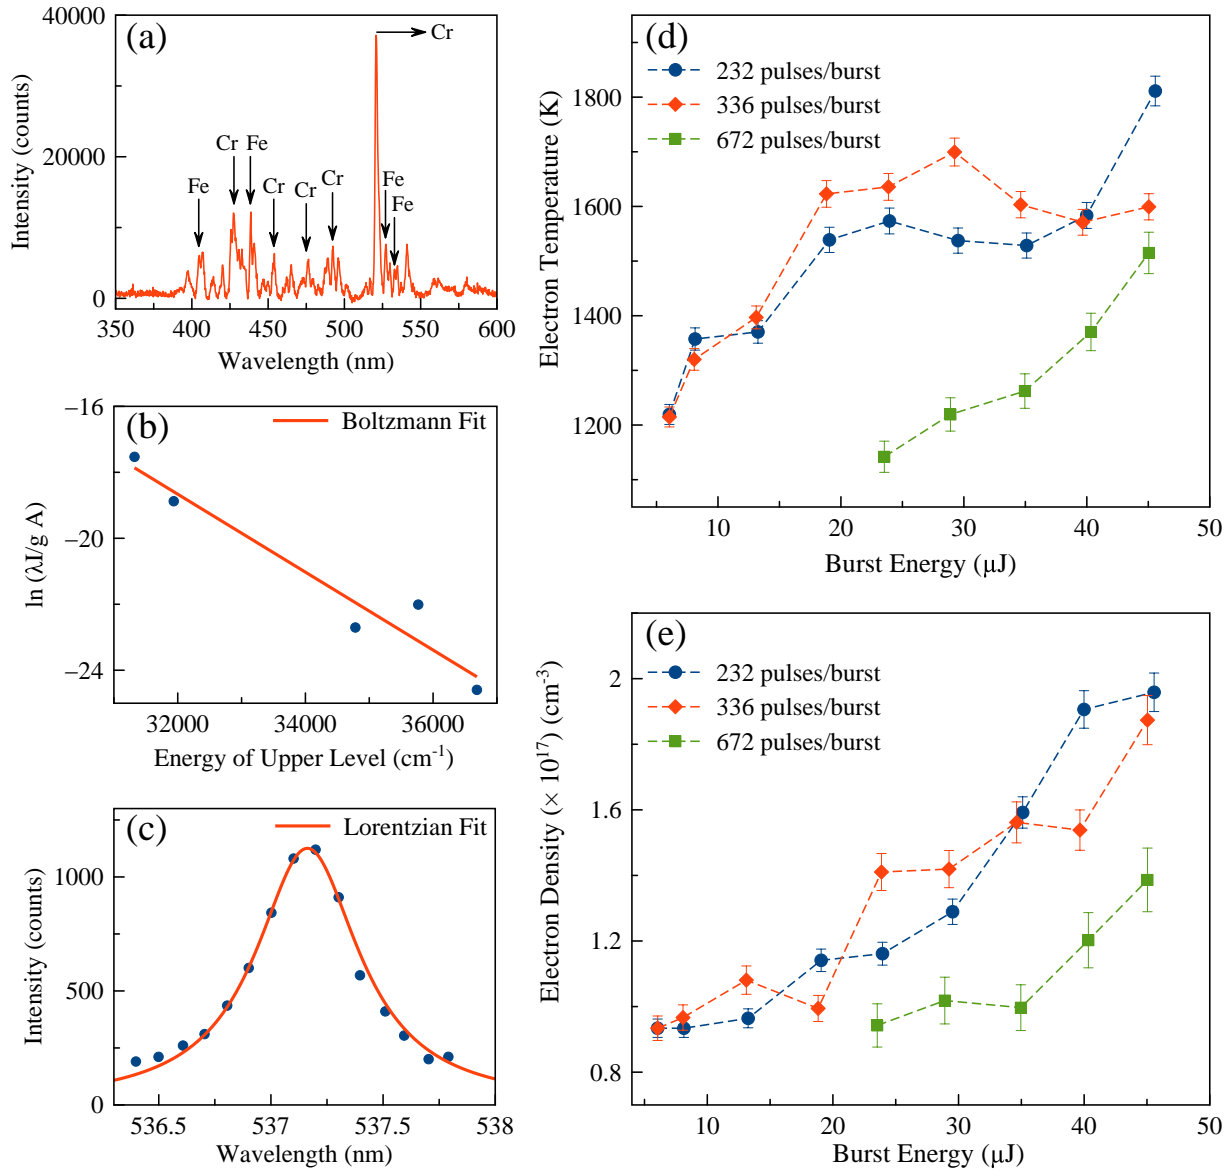 (a)
40000
20000
0
Intensity (counts)
Cr
Cr
Fe
Fe
Cr
Cr
Cr
Fe
Fe
350
400
450
500
550
600
Wavelength (nm)
(b)
Boltzmann Fit
−16
−20
−24
ln (λI/g A)
32000
34000
36000
Energy of Upper Level (cm⁻¹)
(c)
Lorentzian Fit
1000
500
0
Intensity (counts)
536.5
537
537.5
538
Wavelength (nm)
(d)
232 pulses/burst
336 pulses/burst
672 pulses/burst
1800
1600
1400
1200
Electron Temperature (K)
10
20
30
40
50
Burst Energy (μJ)
(e)
232 pulses/burst
336 pulses/burst
672 pulses/burst
2
1.6
1.2
0.8
Electron Density (× 10¹⁷) (cm⁻³)
10
20
30
40
50
Burst Energy (μJ)